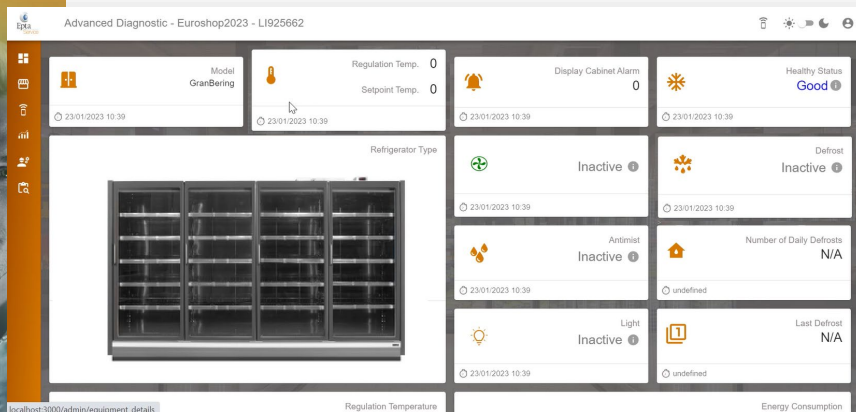 Epta
Advanced Diagnostic - Euroshop2023 - LI925662
Model
GranBering
23/01/2023 10:39
Regulation Temp. 0
Setpoint Temp. 0
23/01/2023 10:39
Display Cabinet Alarm
0
23/01/2023 10:39
Healthy Status
Good
23/01/2023 10:39
Refrigerator Type
Inactive
23/01/2023 10:39
Defrost
Inactive
23/01/2023 10:39
Antimist
Inactive
23/01/2023 10:39
Number of Daily Defrosts
N/A
undefined
Light
Inactive
23/01/2023 10:39
Last Defrost
N/A
undefined
Regulation Temperature
Energy Consumption
localhost:3000/admin/equipment_details